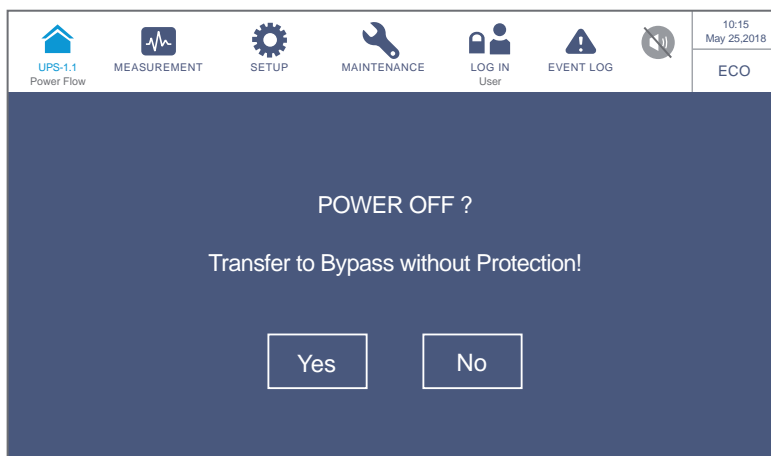 UPS-1.1
Power Flow
MEASUREMENT
SETUP
MAINTENANCE
LOG IN
User
EVENT LOG
10:15
May 25,2018
ECO
POWER OFF ?
Transfer to Bypass without Protection!
Yes
No